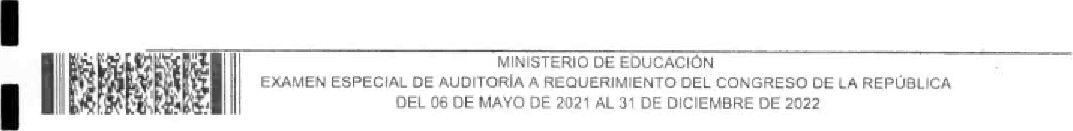 MINISTERIO DE EDUCACIÓN
EXAMEN ESPECIAL DE AUDITORÍA A REQUERIMIENTO DEL CONGRESO DE LA REPÚBLICA
DEL 06 DE MAYO DE 2021 AL 31 DE DICIEMBRE DE 2022